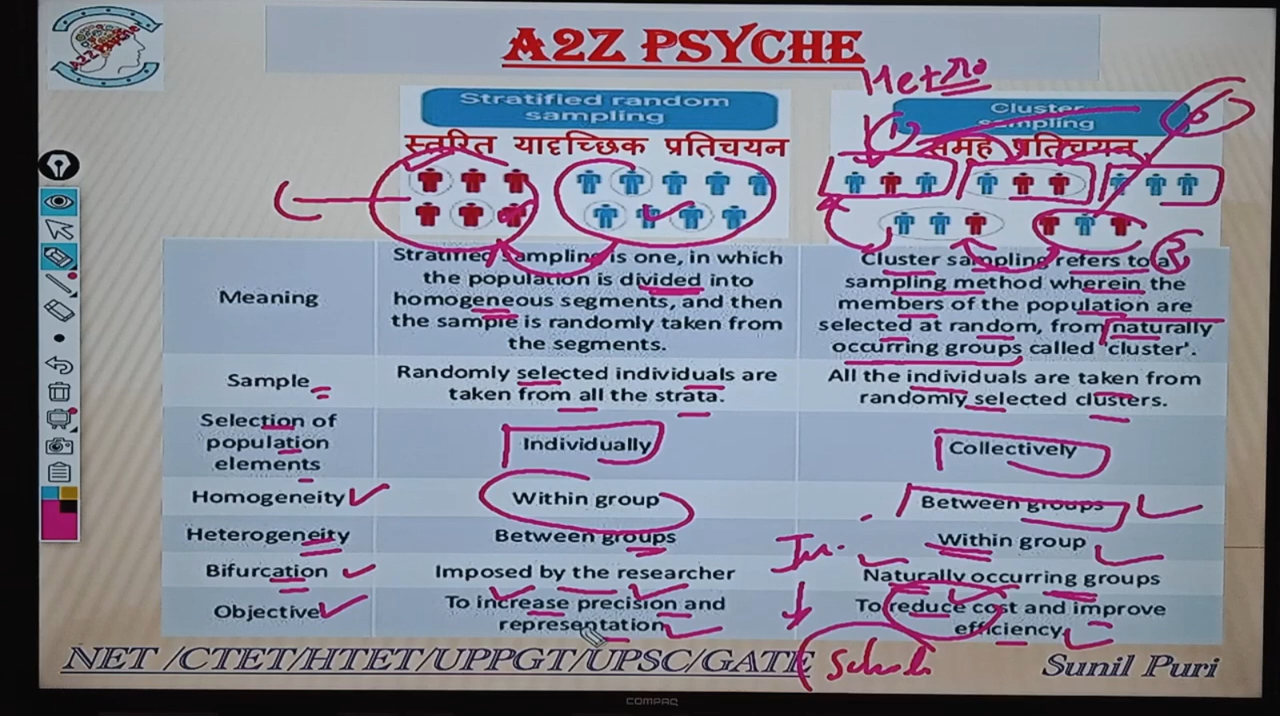 A2Z Psyche
A2Z PSYCHE
Metro
Stratified random
sampling
स्तरित यादृच्छिक प्रतिचयन
Cluster
sampling
समूह प्रतिचयन
Meaning
Stratified sampling is one, in which
the population is divided into
homogeneous segments, and then
the sample is randomly taken from
the segments.
Cluster sampling refers to a
sampling method wherein the
members of the population are
selected at random, from naturally
occurring groups called 'cluster'.
Sample
Randomly selected individuals are
taken from all the strata.
All the individuals are taken from
randomly selected clusters.
Selection of
population
elements
Individually
Collectively
Homogeneity
Within group
Between groups
Heterogeneity
Between groups
Within group
Bifurcation
Imposed by the researcher
Naturally occurring groups
Objective
To increase precision and
representation
To reduce cost and improve
efficiency.
NET /CTET/HTET/UPPGT/UPSC/GATE
Sunil Puri
COMPAQ